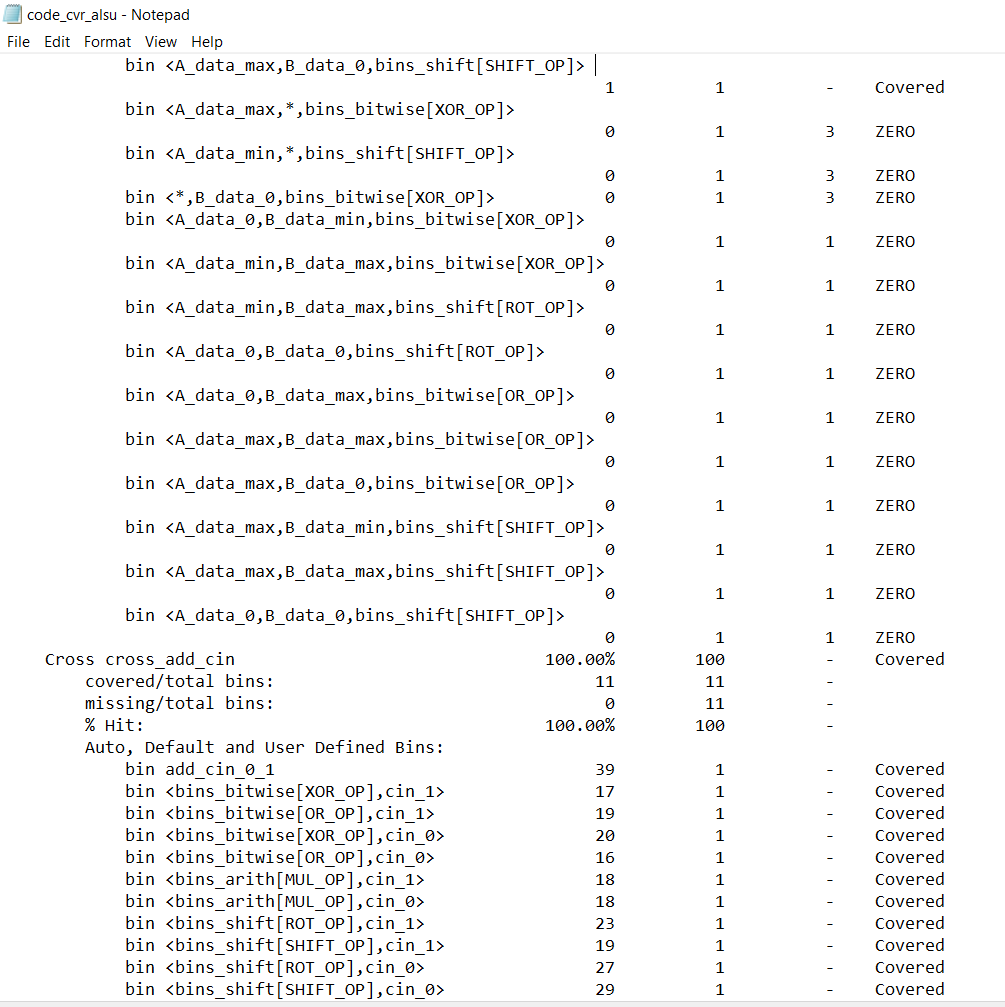 code_cvr_alsu - Notepad
File Edit Format View Help
bin <A_data_max,B_data_0,bins_shift[SHIFT_OP]>
1 1 - Covered
bin <A_data_max,*,bins_bitwise[XOR_OP]>
0 1 3 ZERO
bin <A_data_min,*,bins_shift[SHIFT_OP]>
0 1 3 ZERO
bin <*,B_data_0,bins_bitwise[XOR_OP]> 0 1 3 ZERO
bin <A_data_0,B_data_min,bins_bitwise[XOR_OP]>
0 1 1 ZERO
bin <A_data_min,B_data_max,bins_bitwise[XOR_OP]>
0 1 1 ZERO
bin <A_data_min,B_data_max,bins_shift[ROT_OP]>
0 1 1 ZERO
bin <A_data_0,B_data_0,bins_shift[ROT_OP]>
0 1 1 ZERO
bin <A_data_0,B_data_max,bins_bitwise[OR_OP]>
0 1 1 ZERO
bin <A_data_max,B_data_max,bins_bitwise[OR_OP]>
0 1 1 ZERO
bin <A_data_max,B_data_0,bins_bitwise[OR_OP]>
0 1 1 ZERO
bin <A_data_max,B_data_min,bins_shift[SHIFT_OP]>
0 1 1 ZERO
bin <A_data_max,B_data_max,bins_shift[SHIFT_OP]>
0 1 1 ZERO
bin <A_data_0,B_data_0,bins_shift[SHIFT_OP]>
0 1 1 ZERO
Cross cross_add_cin 100.00% 100 - Covered
covered/total bins: 11 11 -
missing/total bins: 0 11 -
% Hit: 100.00% 100 -
Auto, Default and User Defined Bins:
bin add_cin_0_1 39 1 - Covered
bin <bins_bitwise[XOR_OP],cin_1> 17 1 - Covered
bin <bins_bitwise[OR_OP],cin_1> 19 1 - Covered
bin <bins_bitwise[XOR_OP],cin_0> 20 1 - Covered
bin <bins_bitwise[OR_OP],cin_0> 16 1 - Covered
bin <bins_arith[MUL_OP],cin_1> 18 1 - Covered
bin <bins_arith[MUL_OP],cin_0> 18 1 - Covered
bin <bins_shift[ROT_OP],cin_1> 23 1 - Covered
bin <bins_shift[SHIFT_OP],cin_1> 19 1 - Covered
bin <bins_shift[ROT_OP],cin_0> 27 1 - Covered
bin <bins_shift[SHIFT_OP],cin_0> 29 1 - Covered